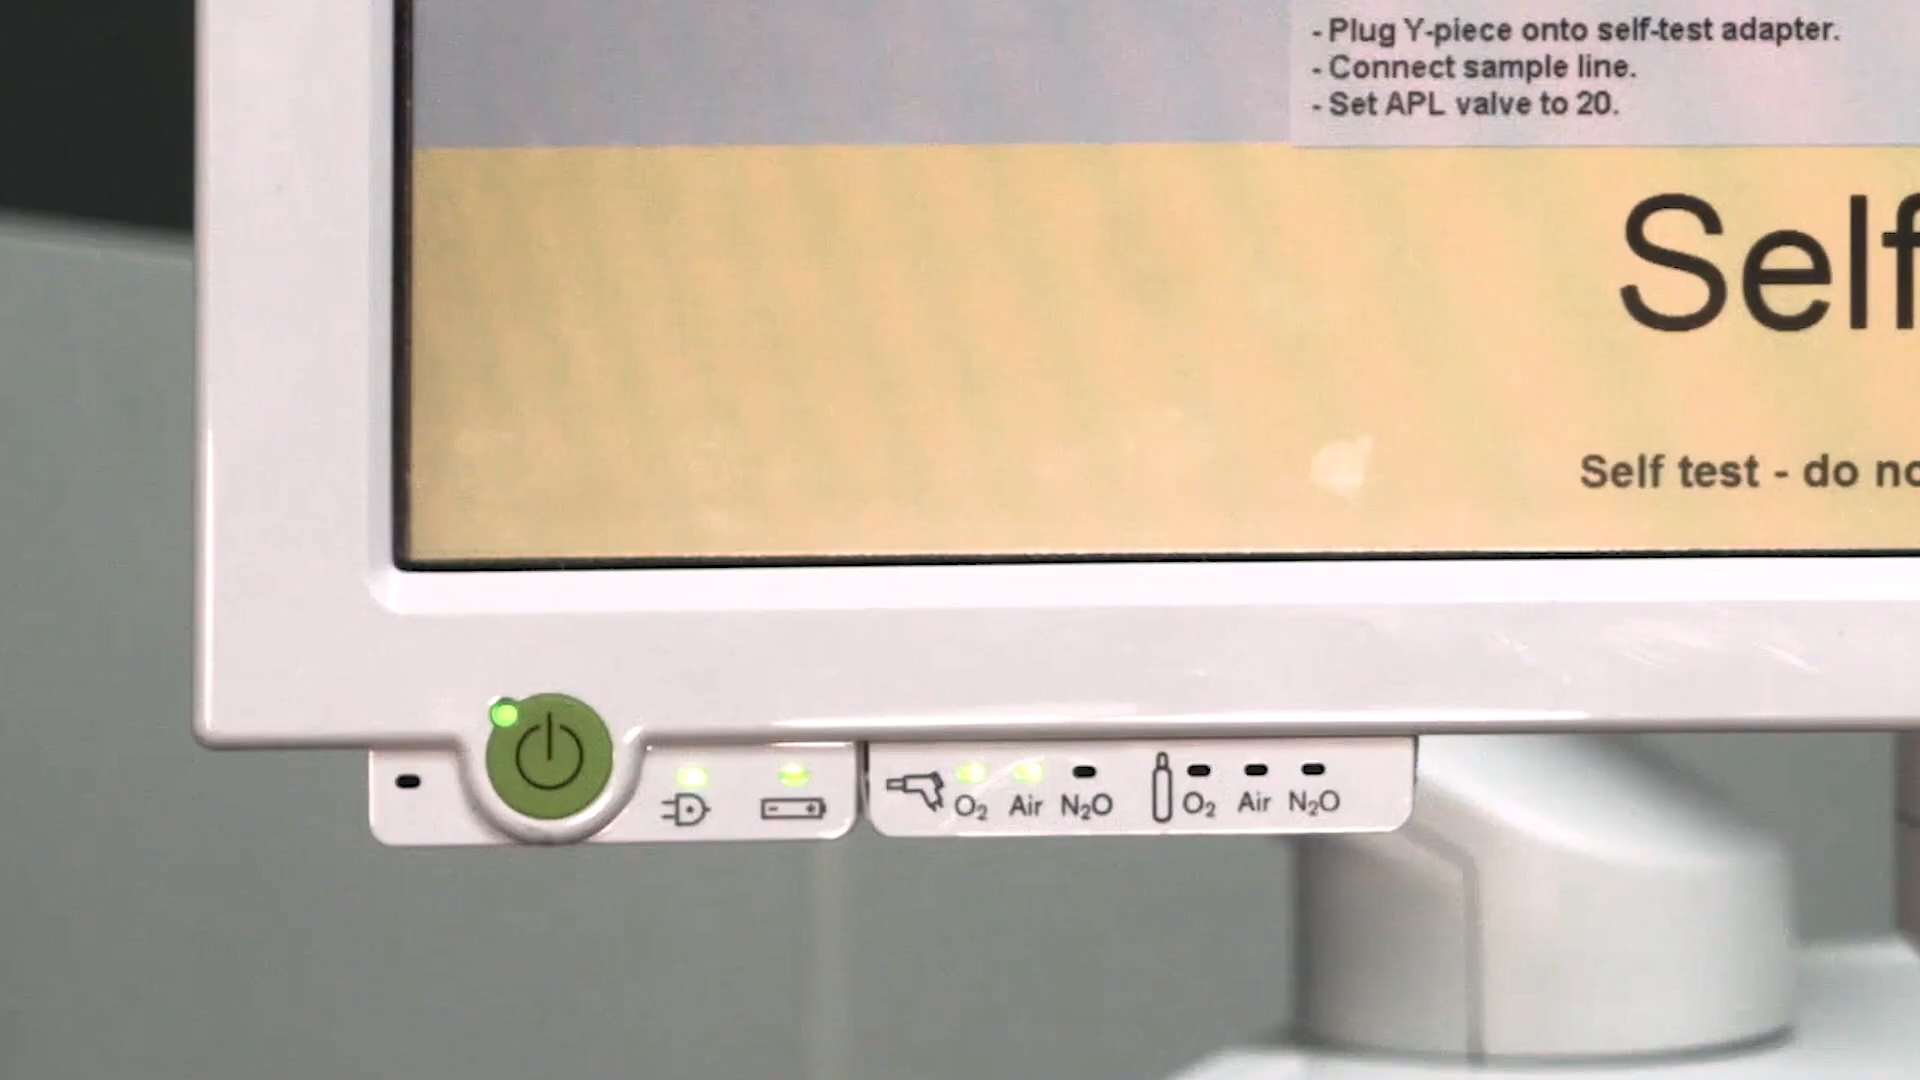 - Plug Y-piece onto self-test adapter.
- Connect sample line.
- Set APL valve to 20.
Self
Self test - do no
O₂ Air N₂O O₂ Air N₂O